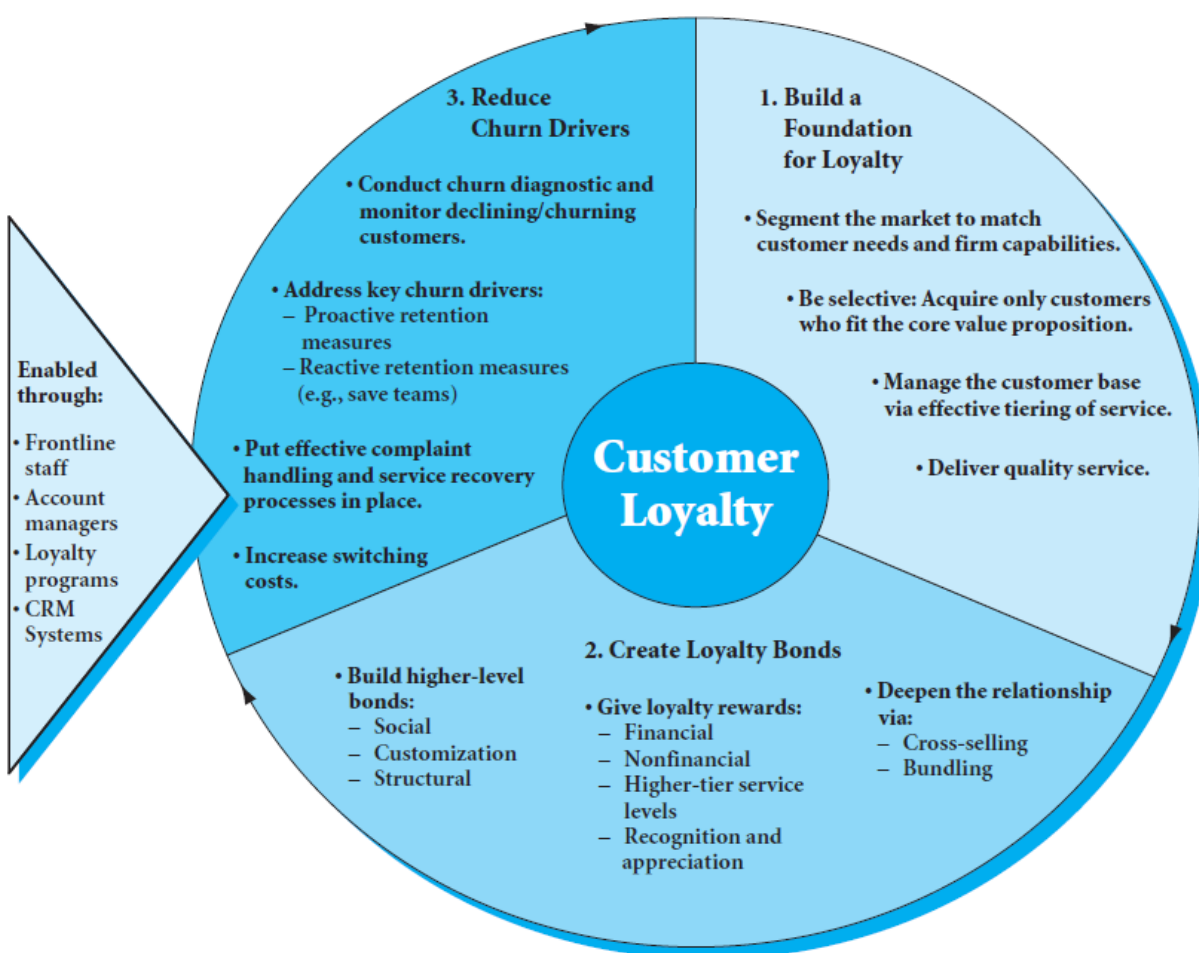 3. Reduce
Churn Drivers
• Conduct churn diagnostic and
monitor declining/churning
customers.
• Address key churn drivers:
– Proactive retention
measures
– Reactive retention measures
(e.g., save teams)
• Put effective complaint
handling and service recovery
processes in place.
• Increase switching
costs.
1. Build a
Foundation
for Loyalty
• Segment the market to match
customer needs and firm capabilities.
• Be selective: Acquire only customers
who fit the core value proposition.
• Manage the customer base
via effective tiering of service.
• Deliver quality service.
Enabled
through:
• Frontline
staff
• Account
managers
• Loyalty
programs
• CRM
Systems
Customer
Loyalty
2. Create Loyalty Bonds
• Build higher-level
bonds:
– Social
– Customization
– Structural
• Give loyalty rewards:
– Financial
– Nonfinancial
– Higher-tier service
levels
– Recognition and
appreciation
• Deepen the relationship
via:
– Cross-selling
– Bundling